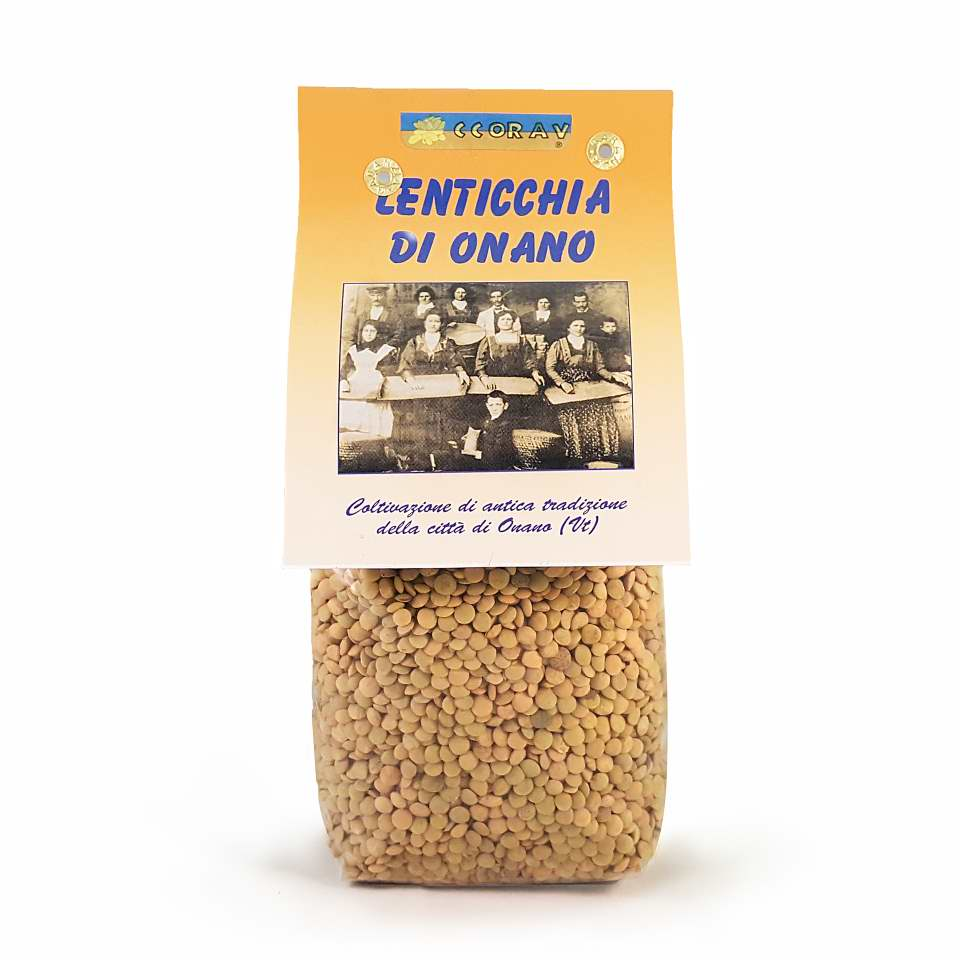 CCORAV
®
LENTICCHIA
DI ONANO
Coltivazione di antica tradizione
della città di Onano (Vt)